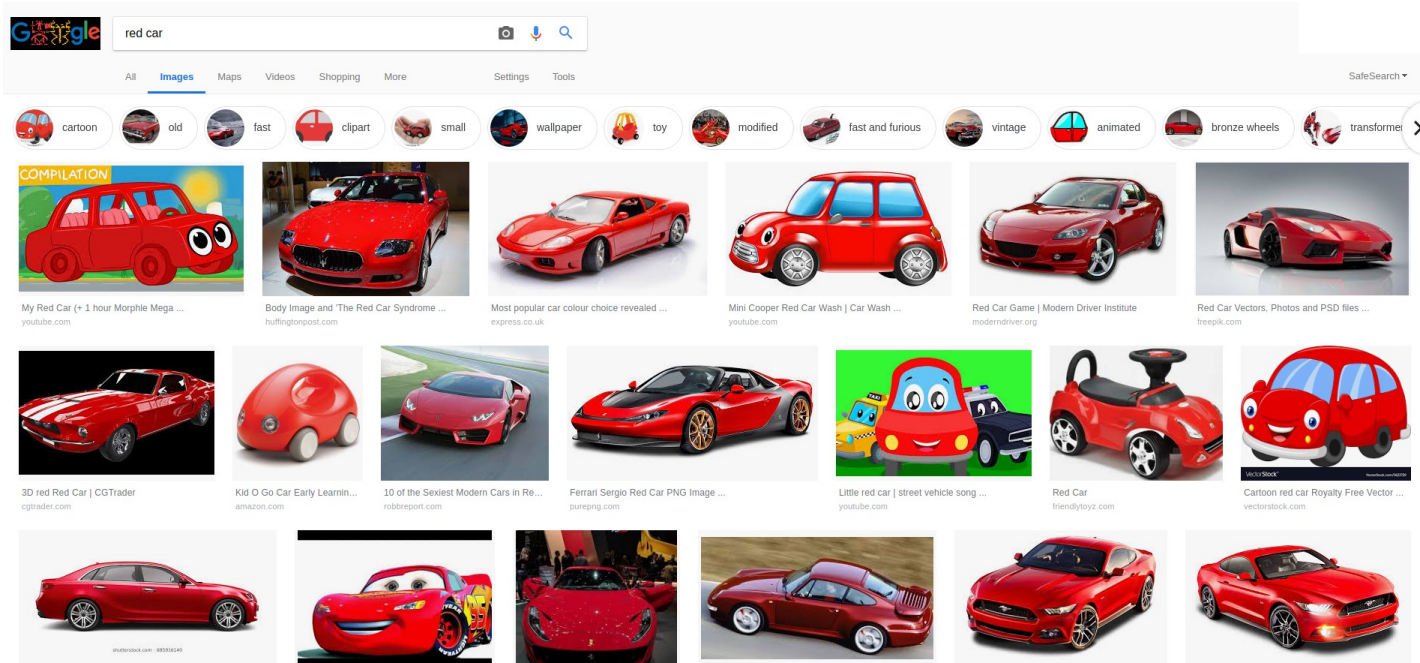 Google
red car
All Images Maps Videos Shopping More Settings Tools SafeSearch
cartoon old fast clipart small wallpaper toy modified fast and furious vintage animated bronze wheels transformer
COMPILATION
My Red Car (+ 1 hour Morphle Mega ... Body Image and 'The Red Car Syndrome ... Most popular car colour choice revealed ... Mini Cooper Red Car Wash | Car Wash ... Red Car Game | Modern Driver Institute Red Car Vectors, Photos and PSD files ...
youtube.com huffingtonpost.com express.co.uk youtube.com moderndriver.org freepik.com
TAXI
VectorStock
3D red Red Car | CGTrader Kid O Go Car Early Learnin... 10 of the Sexiest Modern Cars in Re... Ferrari Sergio Red Car PNG Image ... Little red car | street vehicle song ... Red Car Cartoon red car Royalty Free Vector ...
cgtrader.com amazon.com robbreport.com purepng.com youtube.com friendlytoyz.com vectorstock.com